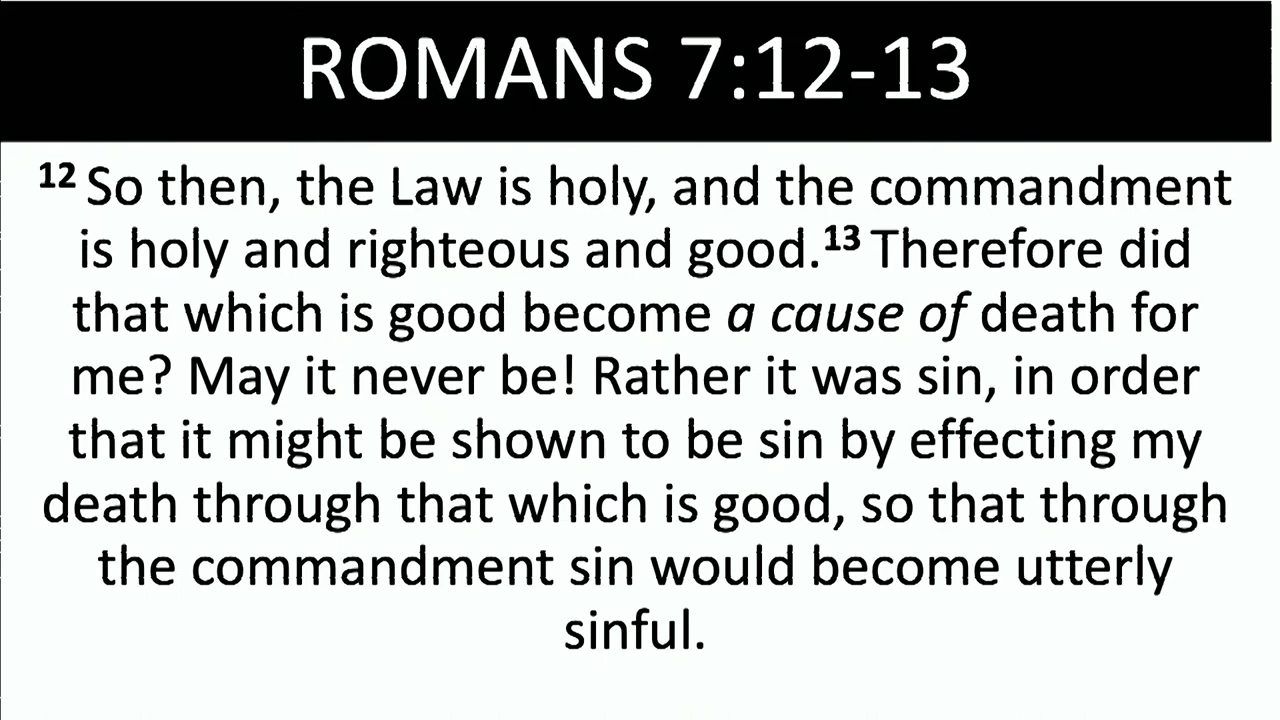 ROMANS 7:12-13
12 So then, the Law is holy, and the commandment
is holy and righteous and good.13 Therefore did
that which is good become a cause of death for
me? May it never be! Rather it was sin, in order
that it might be shown to be sin by effecting my
death through that which is good, so that through
the commandment sin would become utterly
sinful.